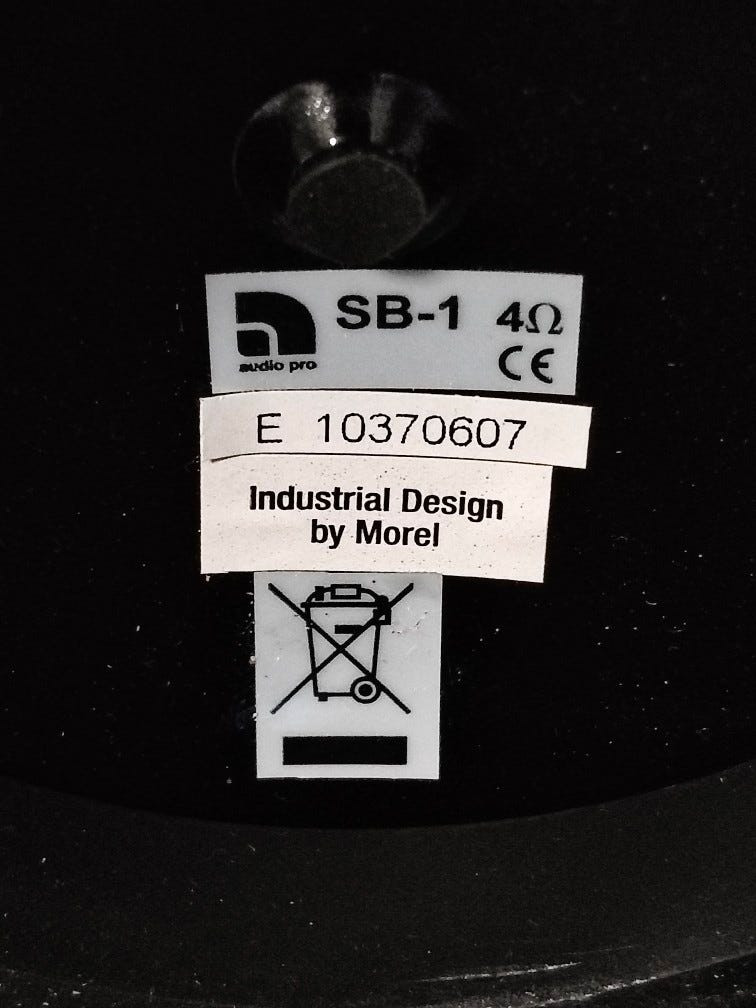 SB-1 4Ω
audio pro CE
E 10370607
Industrial Design
by Morel